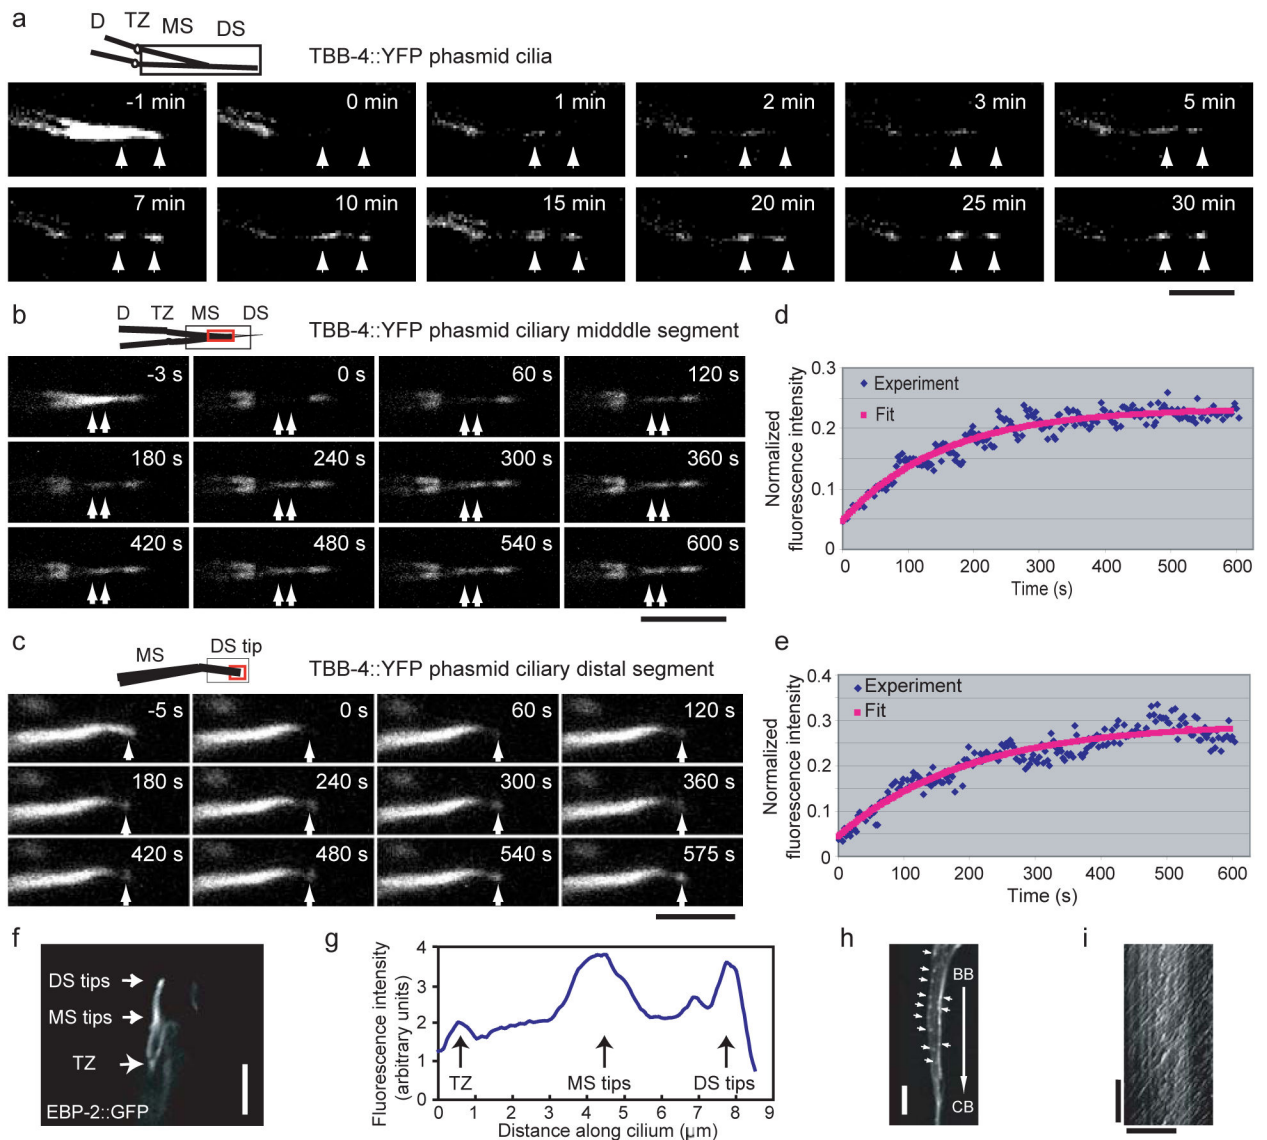 a
D TZ MS DS
TBB-4::YFP phasmid cilia
-1 min 0 min 1 min 2 min 3 min 5 min
7 min 10 min 15 min 20 min 25 min 30 min
b
D TZ MS DS
TBB-4::YFP phasmid ciliary midddle segment
-3 s 0 s 60 s 120 s
180 s 240 s 300 s 360 s
420 s 480 s 540 s 600 s
d
Normalized
fluorescence intensity
0.3
0.2
0.1
0
Experiment
Fit
0 100 200 300 400 500 600
Time (s)
c
MS DS tip
TBB-4::YFP phasmid ciliary distal segment
-5 s 0 s 60 s 120 s
180 s 240 s 300 s 360 s
420 s 480 s 540 s 575 s
e
Normalized
fluorescence intensity
0.4
0.3
0.2
0.1
0
Experiment
Fit
0 100 200 300 400 500 600
Time (s)
f
DS tips
MS tips
TZ
EBP-2::GFP
g
Fluorescence intensity
(arbitrary units)
4
3
2
1
0
TZ MS tips DS tips
0 1 2 3 4 5 6 7 8 9
Distance along cilium (μm)
h
BB
CB
i